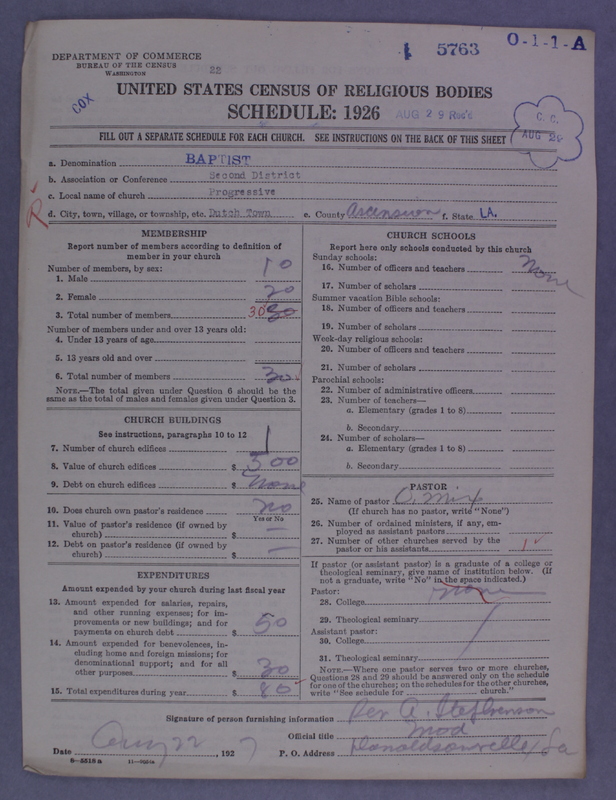 1 5763 0-1-1-A
DEPARTMENT OF COMMERCE
BUREAU OF THE CENSUS
WASHINGTON
22
COX
UNITED STATES CENSUS OF RELIGIOUS BODIES
SCHEDULE: 1926
AUG 29 Rec'd
C. C.
AUG 29
FILL OUT A SEPARATE SCHEDULE FOR EACH CHURCH. SEE INSTRUCTIONS ON THE BACK OF THIS SHEET
a. Denomination BAPTIST
b. Association or Conference Second District
c. Local name of church Progressive
d. City, town, village, or township, etc. Dutch Town e. County Ascension f. State LA.
MEMBERSHIP
Report number of members according to definition of
member in your church
Number of members, by sex:
1. Male 10
2. Female 20
3. Total number of members 30
Number of members under and over 13 years old:
4. Under 13 years of age
5. 13 years old and over
6. Total number of members 30
NOTE.—The total given under Question 6 should be the
same as the total of males and females given under Question 3.
CHURCH BUILDINGS
See instructions, paragraphs 10 to 12
7. Number of church edifices 1
8. Value of church edifices $ 500
9. Debt on church edifices $ None
10. Does church own pastor's residence no
Yes or No
11. Value of pastor's residence (if owned by
church) $ —
12. Debt on pastor's residence (if owned by
church) $ —
EXPENDITURES
Amount expended by your church during last fiscal year
13. Amount expended for salaries, repairs,
and other running expenses; for im-
provements or new buildings; and for
payments on church debt $ 50
14. Amount expended for benevolences, in-
cluding home and foreign missions; for
denominational support; and for all
other purposes $ 30
15. Total expenditures during year $ 80
CHURCH SCHOOLS
Report here only schools conducted by this church
Sunday schools:
16. Number of officers and teachers None
17. Number of scholars
Summer vacation Bible schools:
18. Number of officers and teachers
19. Number of scholars
Week-day religious schools:
20. Number of officers and teachers
21. Number of scholars
Parochial schools:
22. Number of administrative officers
23. Number of teachers—
a. Elementary (grades 1 to 8)
b. Secondary
24. Number of scholars—
a. Elementary (grades 1 to 8)
b. Secondary
PASTOR
25. Name of pastor O. Mix
(If church has no pastor, write "None")
26. Number of ordained ministers, if any, em-
ployed as assistant pastors
27. Number of other churches served by the
pastor or his assistants 1
If pastor (or assistant pastor) is a graduate of a college or
theological seminary, give name of institution below. (If
not a graduate, write "No" in the space indicated.)
Pastor:
28. College none
29. Theological seminary
Assistant pastor:
30. College
31. Theological seminary
NOTE.—Where one pastor serves two or more churches,
Questions 28 and 29 should be answered only on the schedule
for one of the churches; on the schedules for the other churches,
write "See schedule for church."
Signature of person furnishing information Rev A. Stephenson
Official title Mod
Date Aug 22, 1927 P. O. Address Donaldsonville, La
8—5518 a